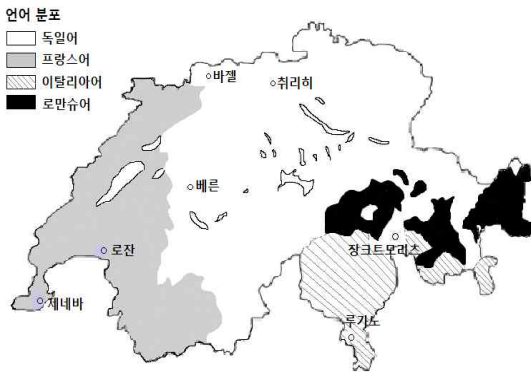 언어 분포
독일어
프랑스어
이탈리아어
로만슈어
바젤
취리히
베른
로잔
장크트모리츠
제네바
루가노